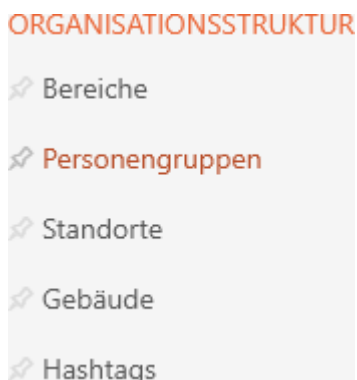 ORGANISATIONSSTRUKTUR
Bereiche
Personengruppen
Standorte
Gebäude
Hashtags